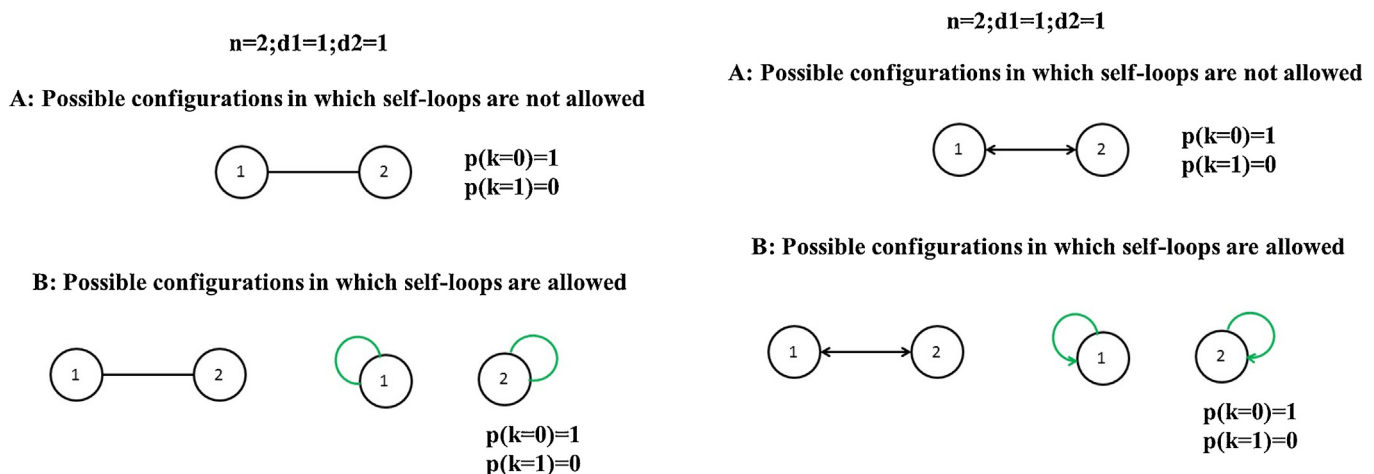 n=2;d1=1;d2=1
A: Possible configurations in which self-loops are not allowed
1
2
p(k=0)=1
p(k=1)=0
B: Possible configurations in which self-loops are allowed
1
2
1
2
p(k=0)=1
p(k=1)=0
n=2;d1=1;d2=1
A: Possible configurations in which self-loops are not allowed
1
2
p(k=0)=1
p(k=1)=0
B: Possible configurations in which self-loops are allowed
1
2
1
2
p(k=0)=1
p(k=1)=0